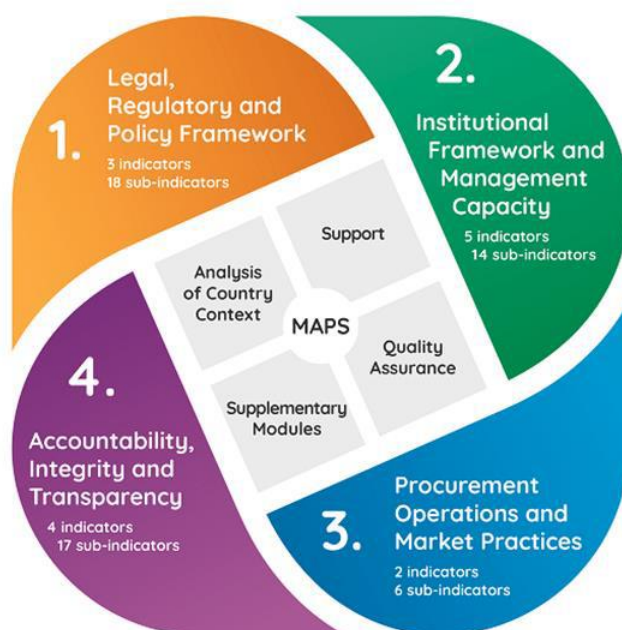 1.
Legal,
Regulatory and
Policy Framework
3 indicators
18 sub-indicators
2.
Institutional
Framework and
Management
Capacity
5 indicators
14 sub-indicators
Support
Analysis
of Country
Context
MAPS
Quality
Assurance
Supplementary
Modules
4.
Accountability,
Integrity and
Transparency
4 indicators
17 sub-indicators
3.
Procurement
Operations and
Market Practices
2 indicators
6 sub-indicators